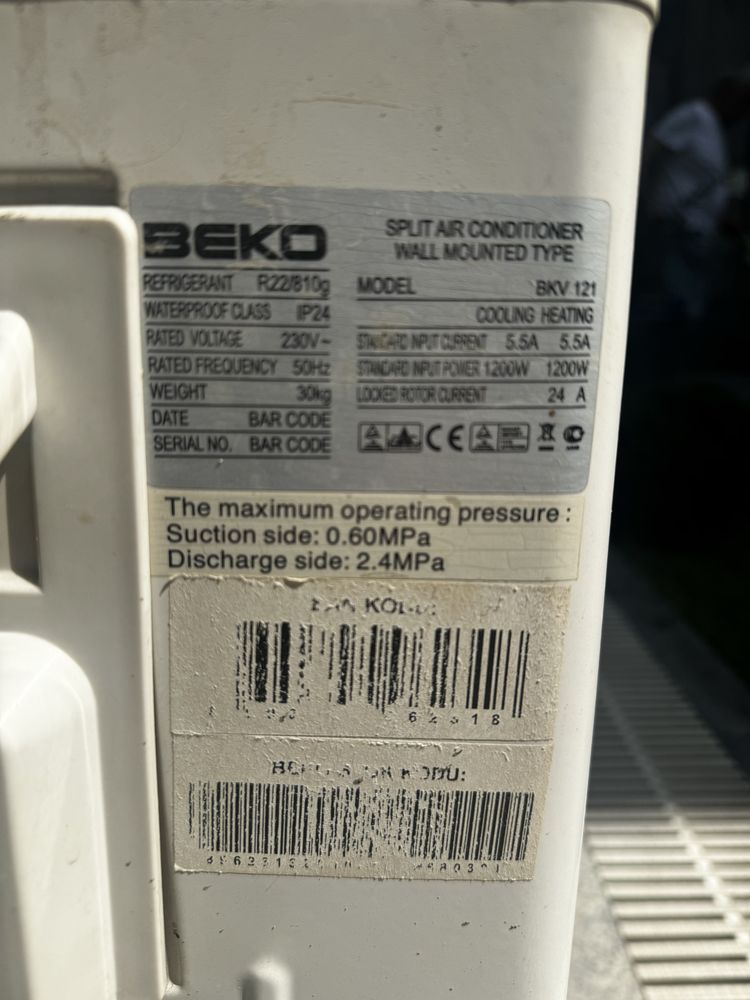 BEKO
SPLIT AIR CONDITIONER
WALL MOUNTED TYPE
REFRIGERANT R22/810g
WATERPROOF CLASS IP24
RATED VOLTAGE 230V~
RATED FREQUENCY 50Hz
WEIGHT 30kg
DATE BAR CODE
SERIAL NO. BAR CODE
MODEL BKV 121
COOLING HEATING
STANDARD INPUT CURRENT 5.5A 5.5A
STANDARD INPUT POWER 1200W 1200W
LOCKED ROTOR CURRENT 24 A
CE
The maximum operating pressure :
Suction side: 0.60MPa
Discharge side: 2.4MPa